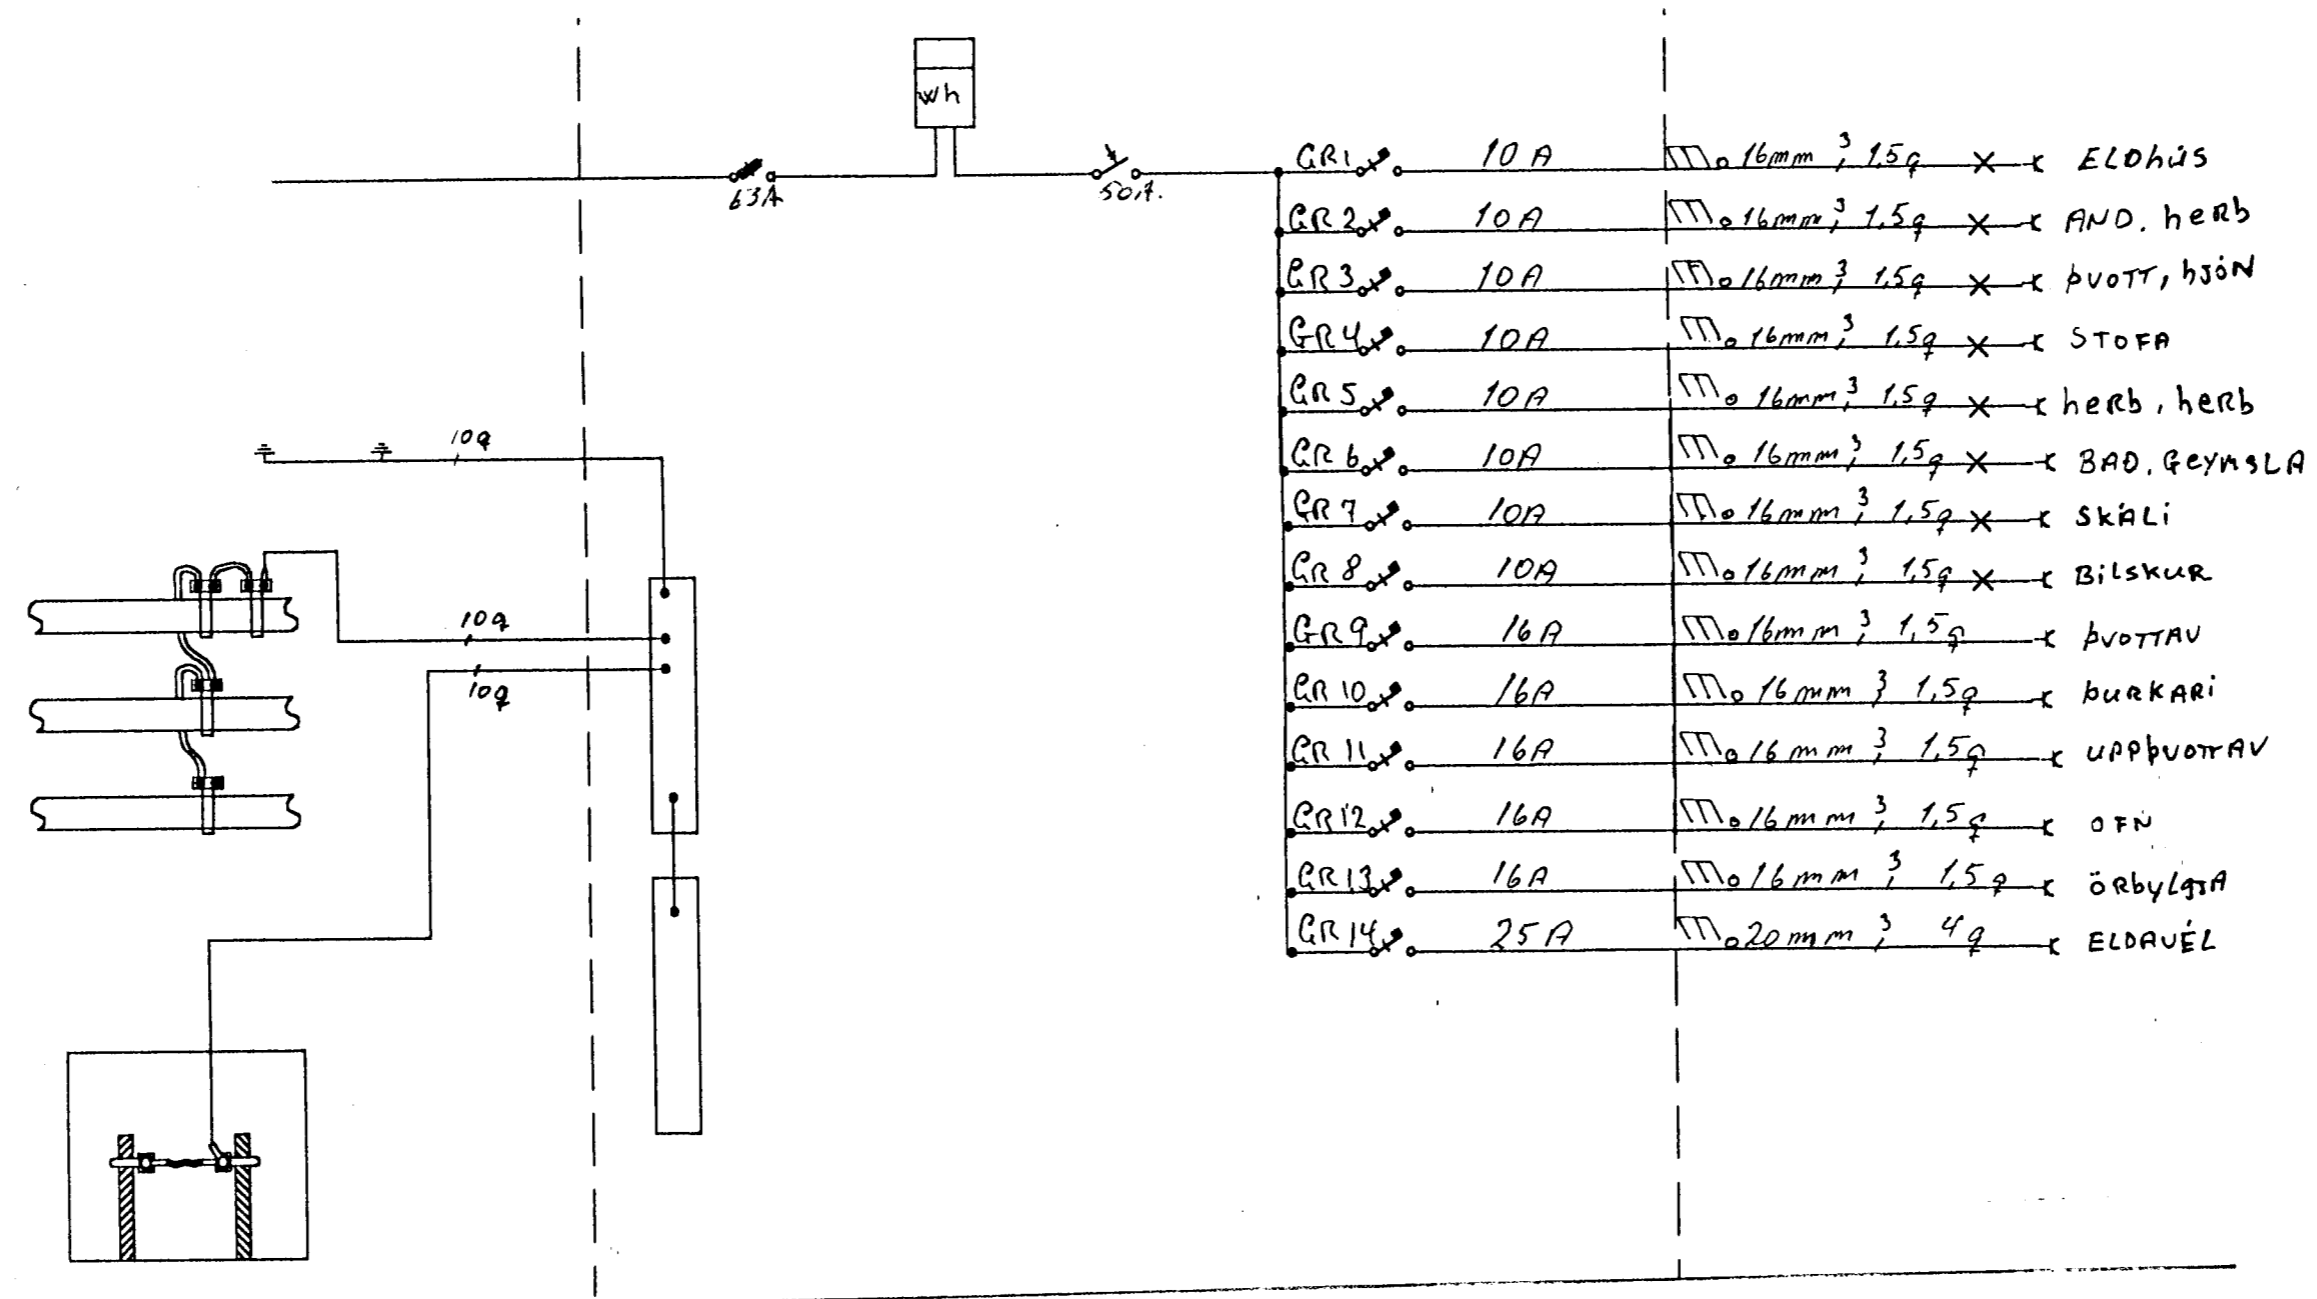 wh
63A
50A.
GR1 10A 16mm 3; 1,5q ELDHÚS
GR2 10A 16mm 3; 1,5q AND. herb
GR3 10A 16mm 3; 1,5q ÞVOTT, hJÓN
GR4 10A 16mm 3; 1,5q STOFA
GR5 10A 16mm 3; 1,5q herb, herb
GR6 10A 16mm 3; 1,5q BAÐ. GeYMSLA
GR7 10A 16mm 3; 1,5q SKÁLi
GR8 10A 16mm 3; 1,5q BiLSKUR
GR9 16A 16mm 3; 1,5q ÞVOTTAV
GR10 16A 16mm 3; 1,5q ÞURKARi
GR11 16A 16mm 3; 1,5q UPPÞVOTTAV
GR12 16A 16mm 3; 1,5q OFN
GR13 16A 16mm 3; 1,5q ÖRbylgJA
GR14 25A 20mm 3; 4q ELDAVÉL
10q
10q
10q